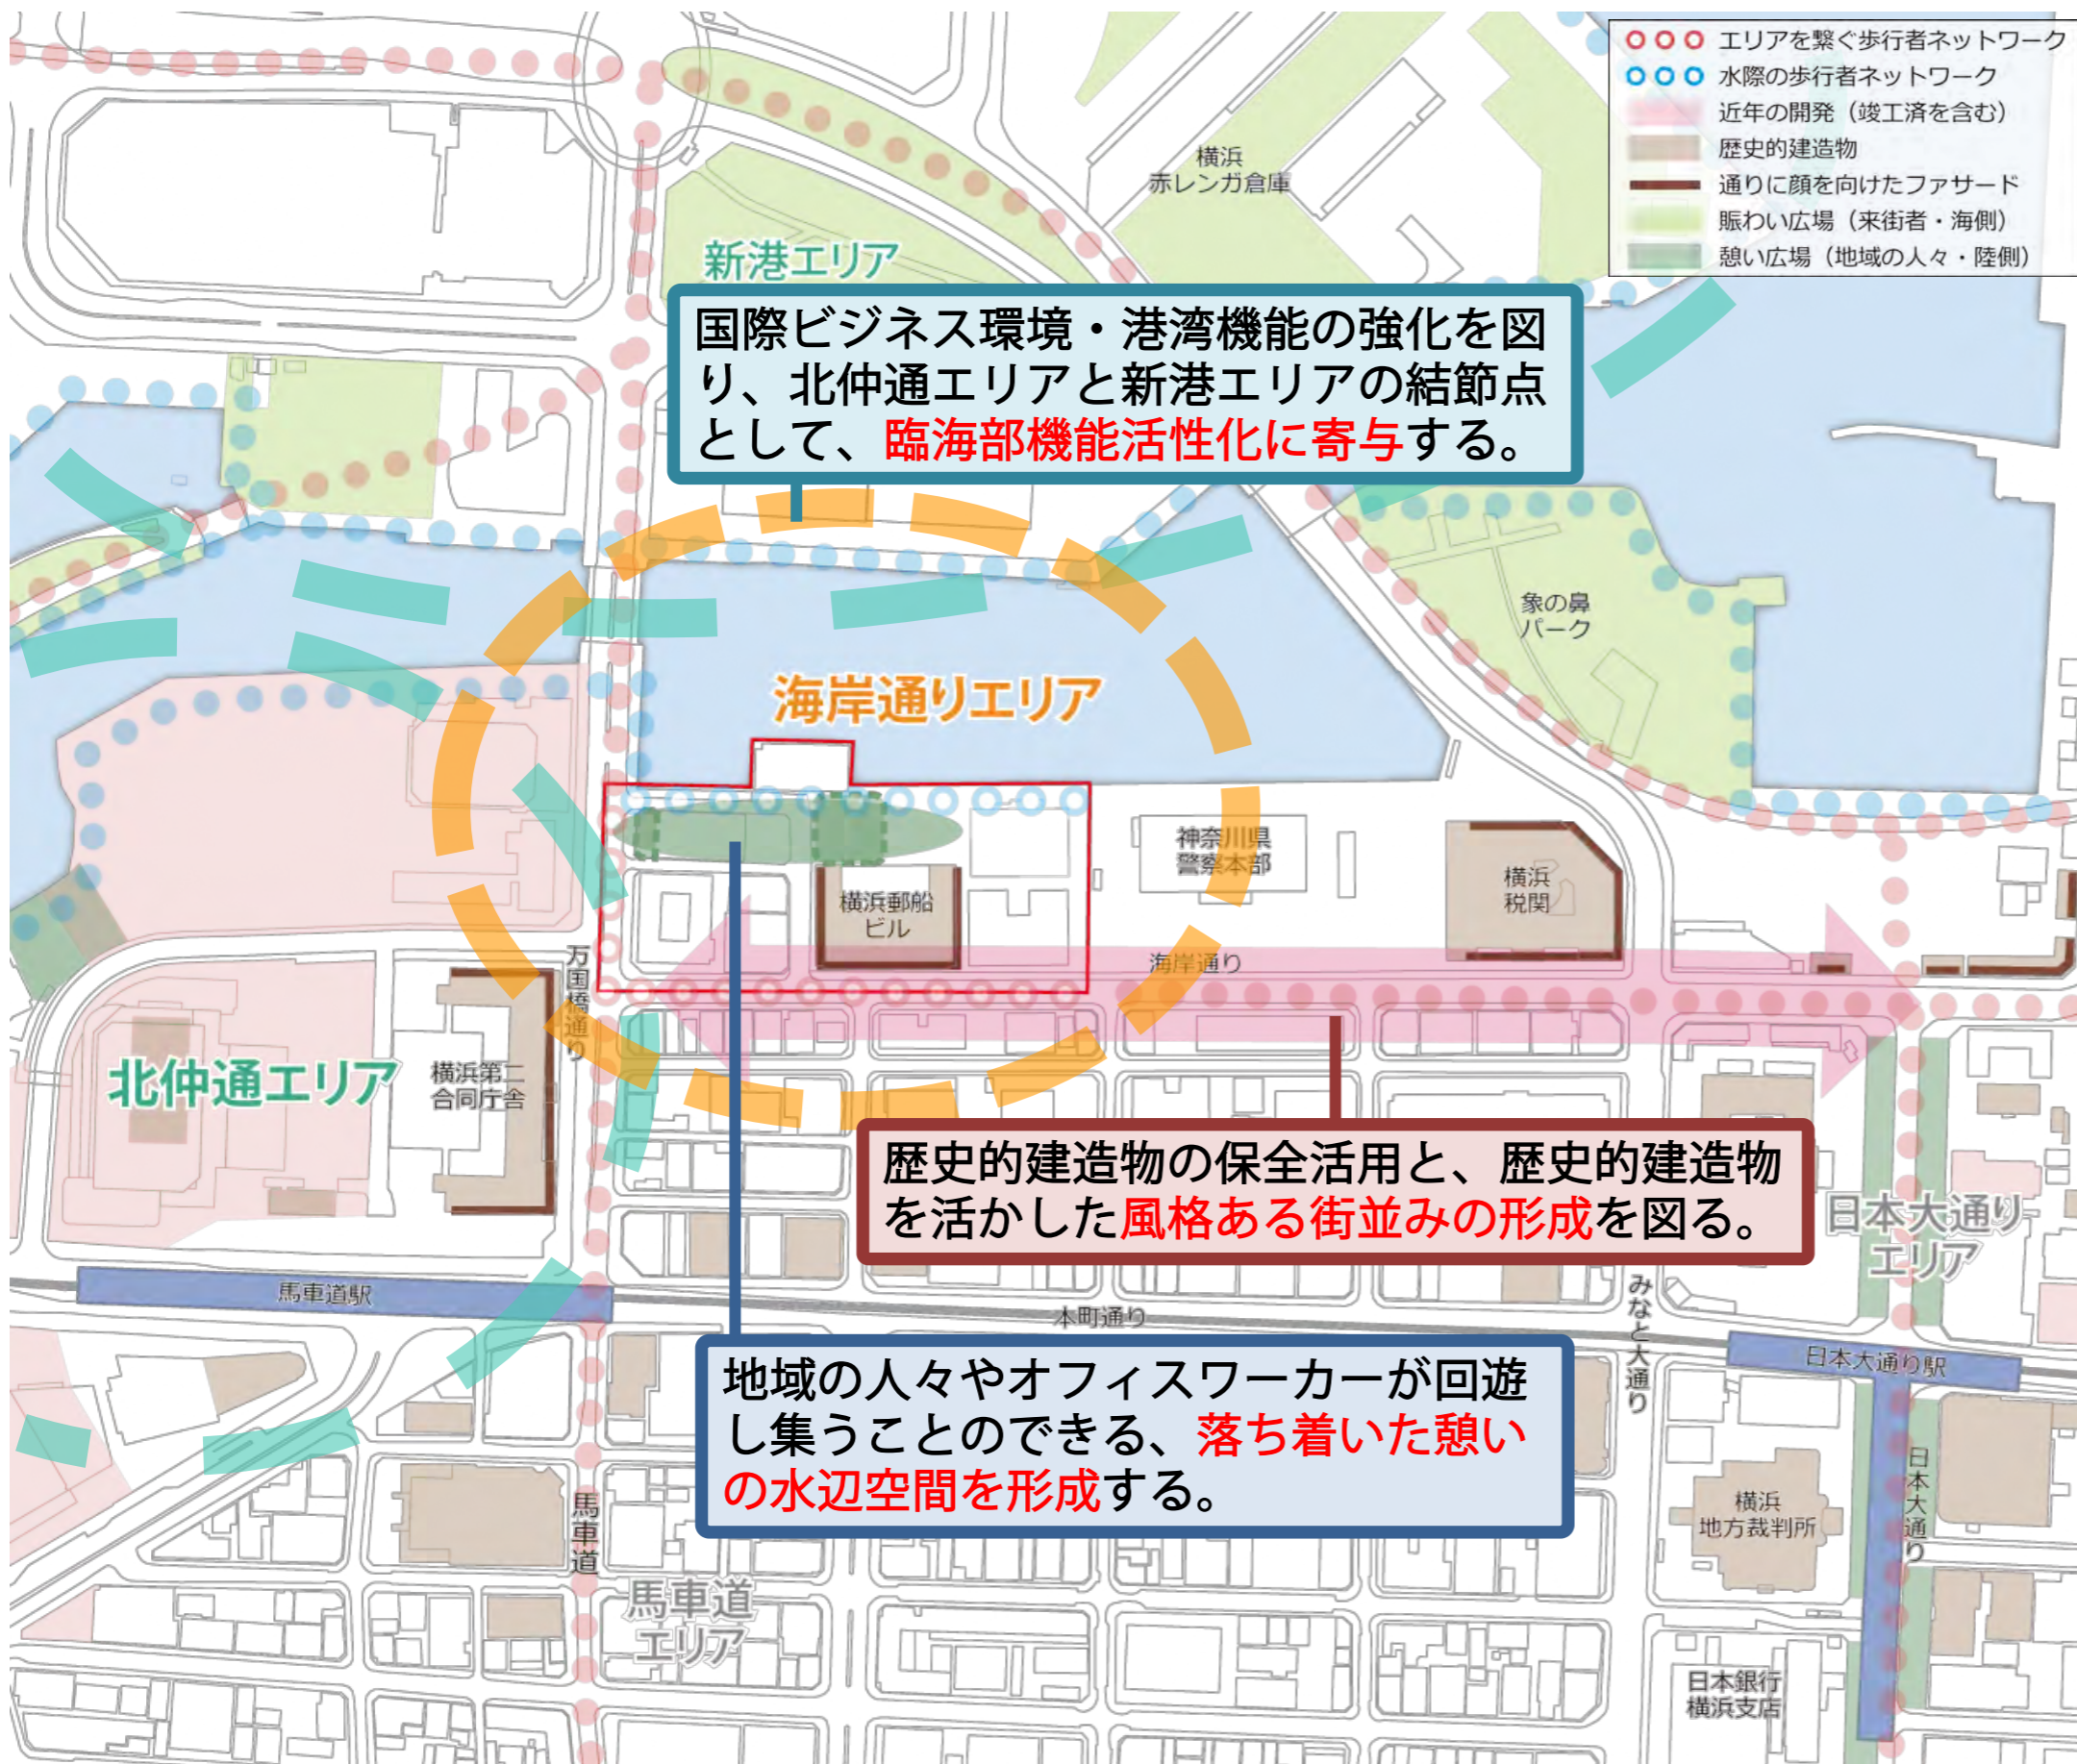 エリアを繋ぐ歩行者ネットワーク
水際の歩行者ネットワーク
近年の開発（竣工済を含む）
歴史的建造物
通りに顔を向けたファサード
賑わい広場（来街者・海側）
憩い広場（地域の人々・陸側）
横浜
赤レンガ倉庫
新港エリア
国際ビジネス環境・港湾機能の強化を図
り、北仲通エリアと新港エリアの結節点
として、臨海部機能活性化に寄与する。
象の鼻
パーク
海岸通りエリア
神奈川県
警察本部
横浜
税関
横浜郵船
ビル
海岸通り
万国橋通り
北仲通エリア
横浜第二
合同庁舎
歴史的建造物の保全活用と、歴史的建造物
を活かした風格ある街並みの形成を図る。
日本大通り
エリア
馬車道駅
本町通り
みなと大通り
日本大通り駅
地域の人々やオフィスワーカーが回遊
し集うことのできる、落ち着いた憩い
の水辺空間を形成する。
馬車道
日本大通り
横浜
地方裁判所
馬車道
エリア
日本銀行
横浜支店